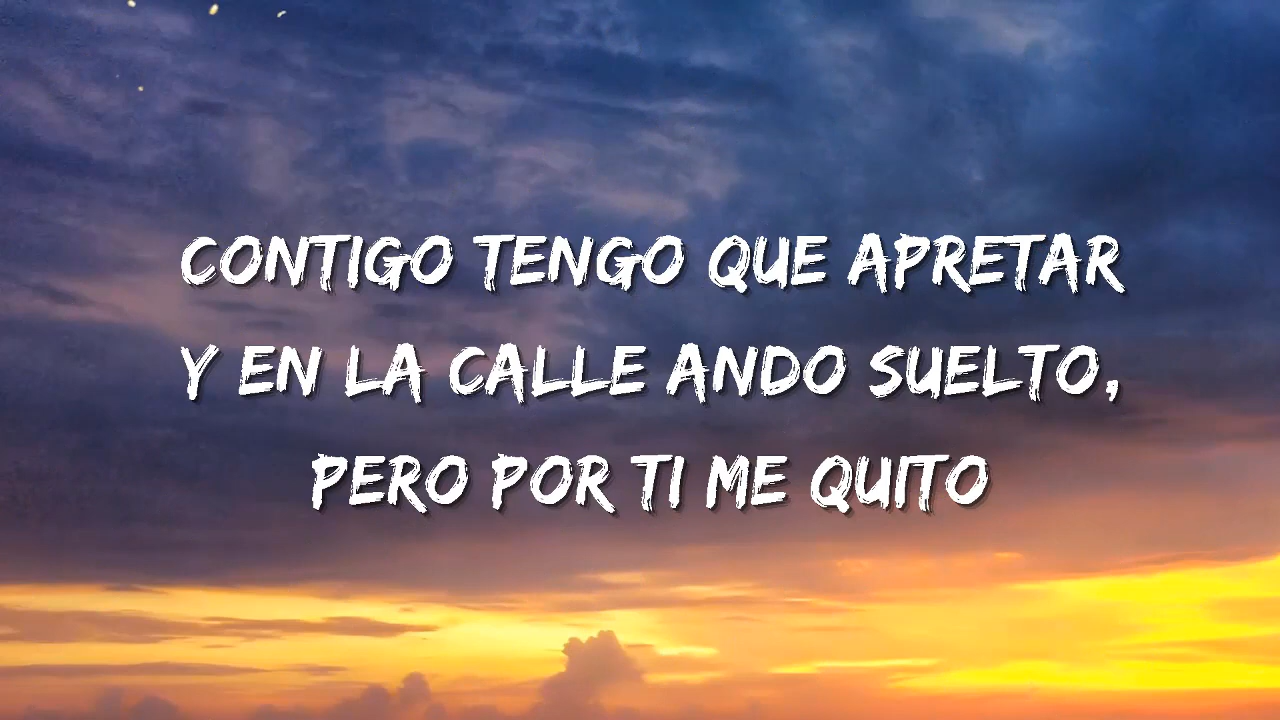 CONTIGO TENGO QUE APRETAR
Y EN LA CALLE ANDO SUELTO,
PERO POR TI ME QUITO